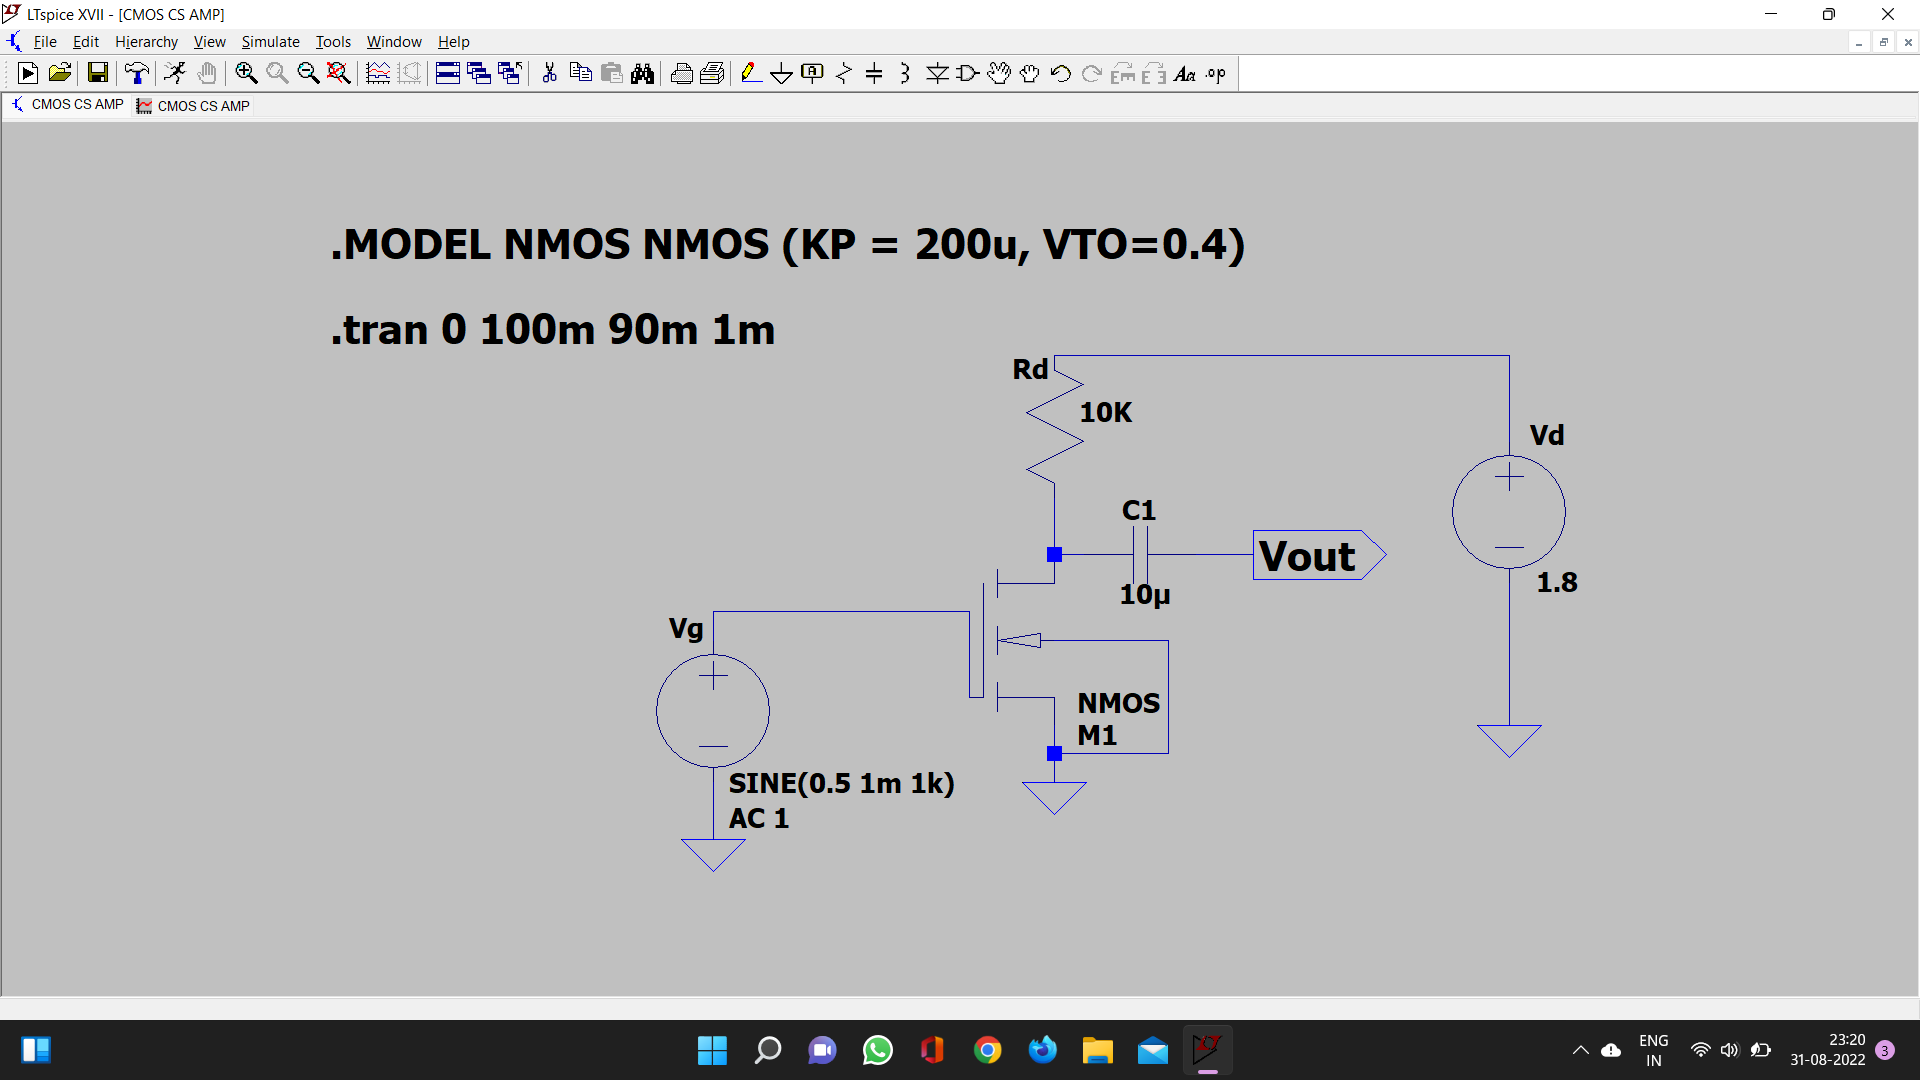 LTspice XVII - [CMOS CS AMP]
File Edit Hierarchy View Simulate Tools Window Help
Aa .op
CMOS CS AMP CMOS CS AMP
.MODEL NMOS NMOS (KP = 200u, VTO=0.4)
.tran 0 100m 90m 1m
Rd
10K
Vd
C1
Vout
10µ
1.8
Vg
NMOS
M1
SINE(0.5 1m 1k)
AC 1
ENG
IN
23:20
31-08-2022
3